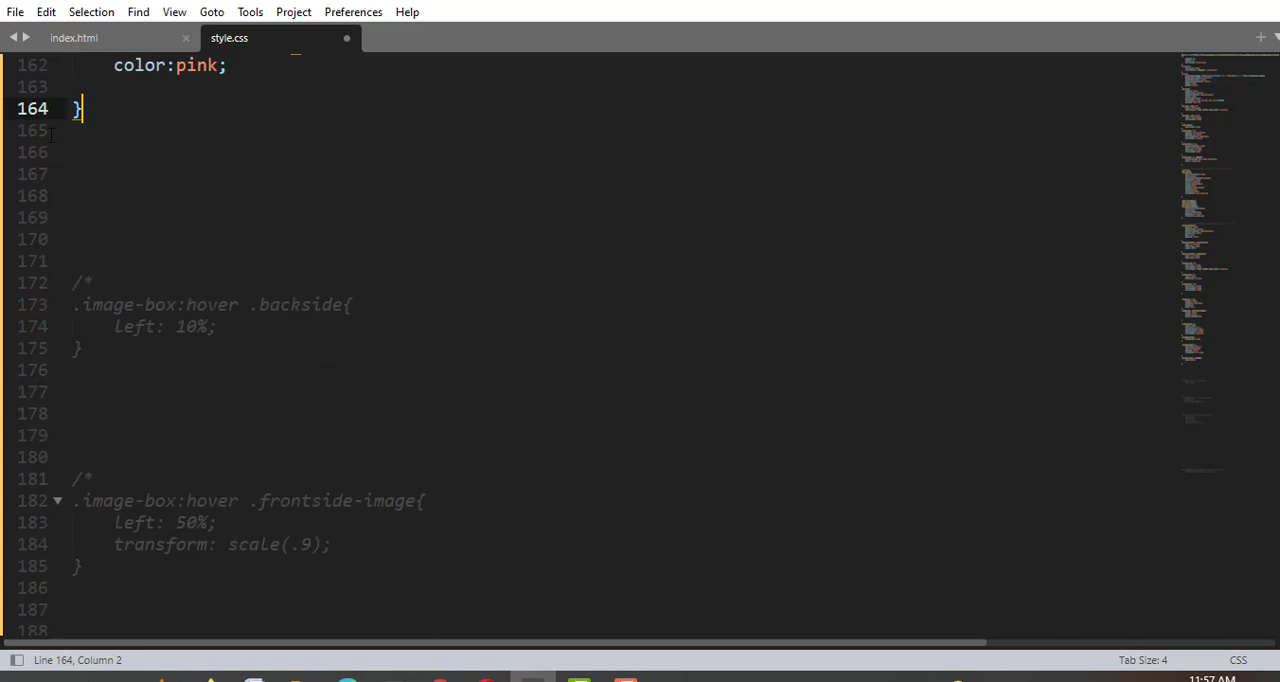 File Edit Selection Find View Goto Tools Project Preferences Help
index.html style.css
162 color:pink;
163
164 }
165
166
167
168
169
170
171
172 /*
173 .image-box:hover .backside{
174 left: 10%;
175 }
176
177
178
179
180
181 /*
182 .image-box:hover .frontside-image{
183 left: 50%;
184 transform: scale(.9);
185 }
186
187
188
Line 164, Column 2 Tab Size: 4 CSS
11:57 AM